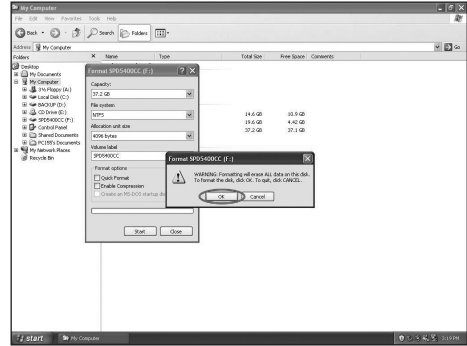 My Computer
File Edit View Favorites Tools Help
Back Search Folders
Address My Computer Go
Folders
Name Type Total Size Free Space Comments
Desktop
My Documents
My Computer
3½ Floppy (A:)
Local Disk (C:)
BACKUP (D:)
CD Drive (E:)
SPD5400CC (F:)
Control Panel
Shared Documents
PC158's Documents
My Network Places
Recycle Bin
14.6 GB 10.9 GB
19.6 GB 4.42 GB
37.2 GB 37.1 GB
Format SPD5400CC (F:)
Capacity:
37.2 GB
File system
NTFS
Allocation unit size
4096 bytes
Volume label
SPD5400CC
Format options
Quick Format
Enable Compression
Create an MS-DOS startup
Start Close
Format SPD5400CC (F:)
WARNING: Formatting will erase ALL data on this disk.
To format the disk, click OK. To quit, click CANCEL.
OK Cancel
start My Computer 3:19 PM